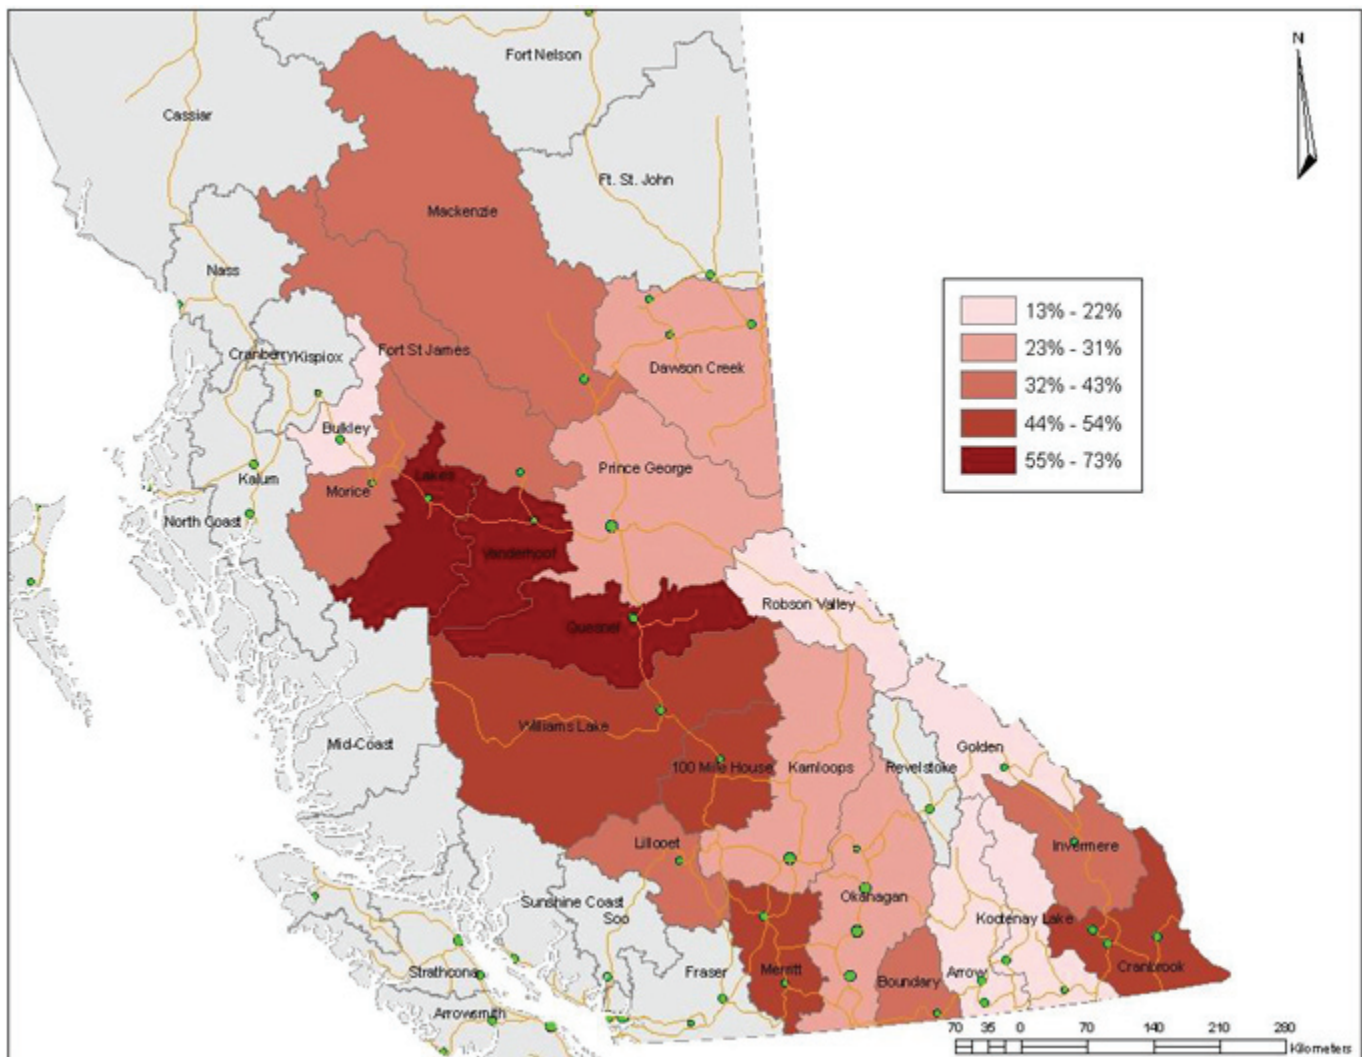 Fort Nelson
N
Cassiar
Ft. St. John
Mackenzie
Nass
13% - 22%
23% - 31%
32% - 43%
44% - 54%
55% - 73%
Cranberry
Kispiox
Fort St James
Dawson Creek
Bulkley
Prince George
Lakes
Kalum
Morice
North Coast
Vanderhoof
Robson Valley
Quesnel
Williams Lake
Mid-Coast
100 Mile House
Kamloops
Revelstoke
Golden
Lillooet
Invermere
Okanagan
Sunshine Coast
Soo
Kootenay Lake
Strathcona
Fraser
Merritt
Boundary
Arrow
Cranbrook
Arrowsmith
70 35 0 70 140 210 280
Kilometers